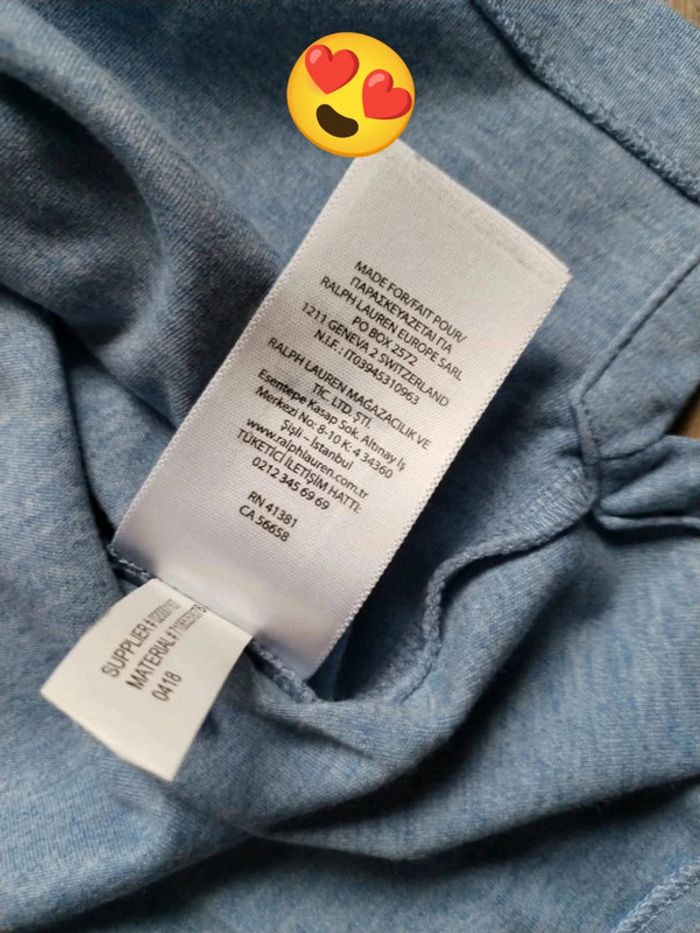 MADE FOR/FAIT POUR/
ΠΑΡΑΣΚΕΥΑΖΕΤΑΙ ΓΙΑ
RALPH LAUREN EUROPE SARL
PO BOX 2572
1211 GENEVA 2 SWITZERLAND
N.I.F. : IT03945310963
RALPH LAUREN MAĞAZACILIK VE
TİC. LTD. ŞTİ.
Esentepe Kasap Sok. Altınay İş
Merkezi No: 8-10 K: 4 34360
Şişli – İstanbul
www.ralphlauren.com.tr
TÜKETİCİ İLETİŞİM HATTI:
0212 345 69 69
RN 41381
CA 56658
SUPPLIER#
MATERIAL#
0418